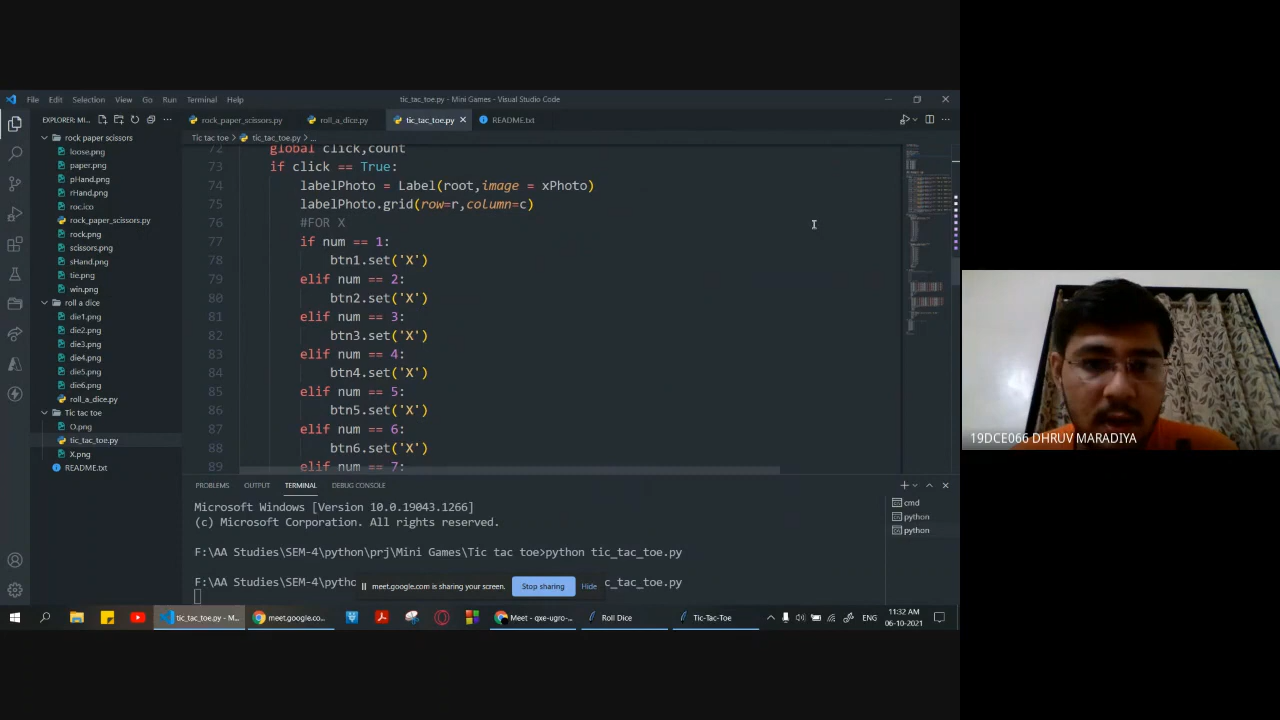 File Edit Selection View Go Run Terminal Help
tic_tac_toe.py - Mini Games - Visual Studio Code
EXPLORER: MI...
rock_paper_scissors.py
roll_a_dice.py
tic_tac_toe.py
README.txt
Tic tac toe > tic_tac_toe.py > ...
rock paper scissors
loose.png
paper.png
pHand.png
rHand.png
roc.ico
rock_paper_scissors.py
rock.png
scissors.png
sHand.png
tie.png
win.png
roll a dice
die1.png
die2.png
die3.png
die4.png
die5.png
die6.png
roll_a_dice.py
Tic tac toe
O.png
tic_tac_toe.py
X.png
README.txt
72 global click,count
73 if click == True:
74 labelPhoto = Label(root,image = xPhoto)
75 labelPhoto.grid(row=r,column=c)
76 #FOR X
77 if num == 1:
78 btn1.set('X')
79 elif num == 2:
80 btn2.set('X')
81 elif num == 3:
82 btn3.set('X')
83 elif num == 4:
84 btn4.set('X')
85 elif num == 5:
86 btn5.set('X')
87 elif num == 6:
88 btn6.set('X')
89 elif num == 7:
PROBLEMS OUTPUT TERMINAL DEBUG CONSOLE
Microsoft Windows [Version 10.0.19043.1266]
(c) Microsoft Corporation. All rights reserved.
F:\AA Studies\SEM-4\python\prj\Mini Games\Tic tac toe>python tic_tac_toe.py
F:\AA Studies\SEM-4\pytho
c_tac_toe.py
cmd
python
python
meet.google.com is sharing your screen. Stop sharing Hide
tic_tac_toe.py - M...
meet.google.co...
Meet - qxe-ugro-...
Roll Dice
Tic-Tac-Toe
ENG
11:32 AM
06-10-2021
19DCE066 DHRUV MARADIYA